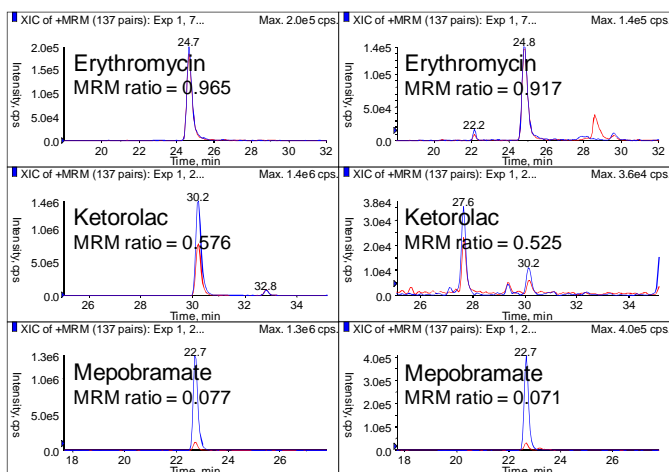 XIC of +MRM (137 pairs): Exp 1, 7... Max. 2.0e5 cps.
2.0e5
1.5e5
1.0e5
5.0e4
0.0
Intensity, cps
24.7
Erythromycin
MRM ratio = 0.965
20 22 24 26 28 30 32
Time, min
XIC of +MRM (137 pairs): Exp 1, 7... Max. 1.4e5 cps.
1.4e5
1.0e5
5.0e4
0.0
Intensity, cps
24.8
Erythromycin
MRM ratio = 0.917
22.2
20 22 24 26 28 30 32
Time, min
XIC of +MRM (137 pairs): Exp 1, 2... Max. 1.4e6 cps.
1.4e6
1.0e6
5.0e5
0.0
Intensity, cps
30.2
Ketorolac
MRM ratio = 0.576
32.8
26 28 30 32 34
Time, min
XIC of +MRM (137 pairs): Exp 1, 2... Max. 3.6e4 cps.
3.8e4
3.0e4
2.0e4
1.0e4
0.0
Intensity, cps
27.6
Ketorolac
MRM ratio = 0.525
30.2
26 28 30 32 34
Time, min
XIC of +MRM (137 pairs): Exp 1, 2... Max. 1.3e6 cps.
1.3e6
1.0e6
5.0e5
0.0
Intensity, cps
22.7
Mepobramate
MRM ratio = 0.077
18 20 22 24 26
Time, min
XIC of +MRM (137 pairs): Exp 1, 2... Max. 4.0e5 cps.
4.0e5
3.0e5
2.0e5
1.0e5
0.0
Intensity, cps
22.7
Mepobramate
MRM ratio = 0.071
18 20 22 24 26
Time, min